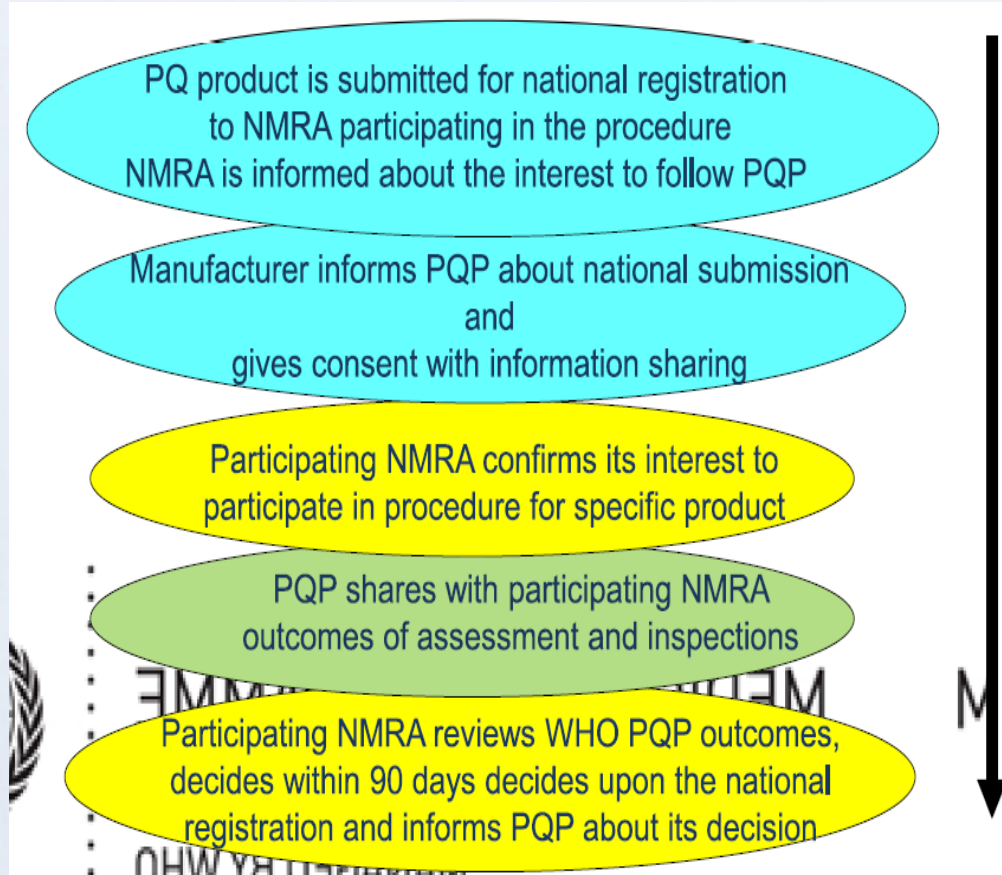 PQ product is submitted for national registration
to NMRA participating in the procedure
NMRA is informed about the interest to follow PQP
Manufacturer informs PQP about national submission
and
gives consent with information sharing
Participating NMRA confirms its interest to
participate in procedure for specific product
PQP shares with participating NMRA
outcomes of assessment and inspections
Participating NMRA reviews WHO PQP outcomes,
decides within 90 days decides upon the national
registration and informs PQP about its decision